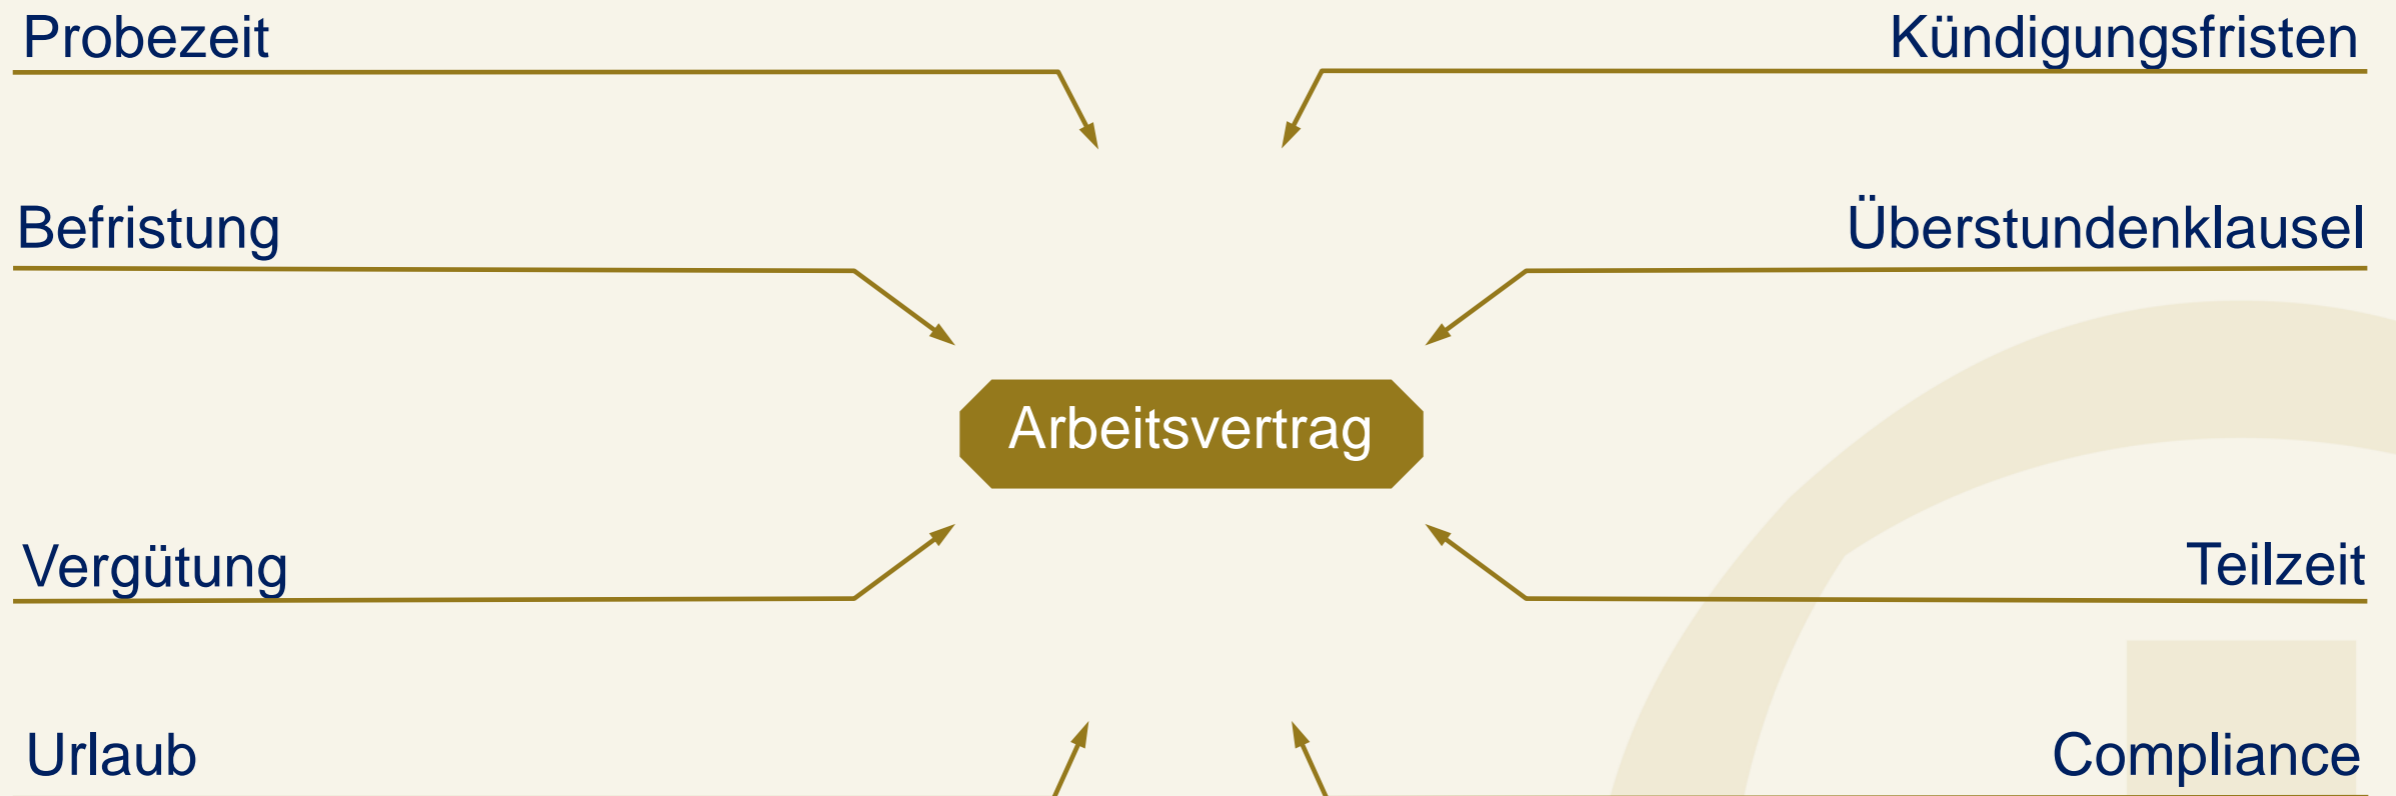 Probezeit
Kündigungsfristen
Befristung
Überstundenklausel
Arbeitsvertrag
Vergütung
Teilzeit
Urlaub
Compliance